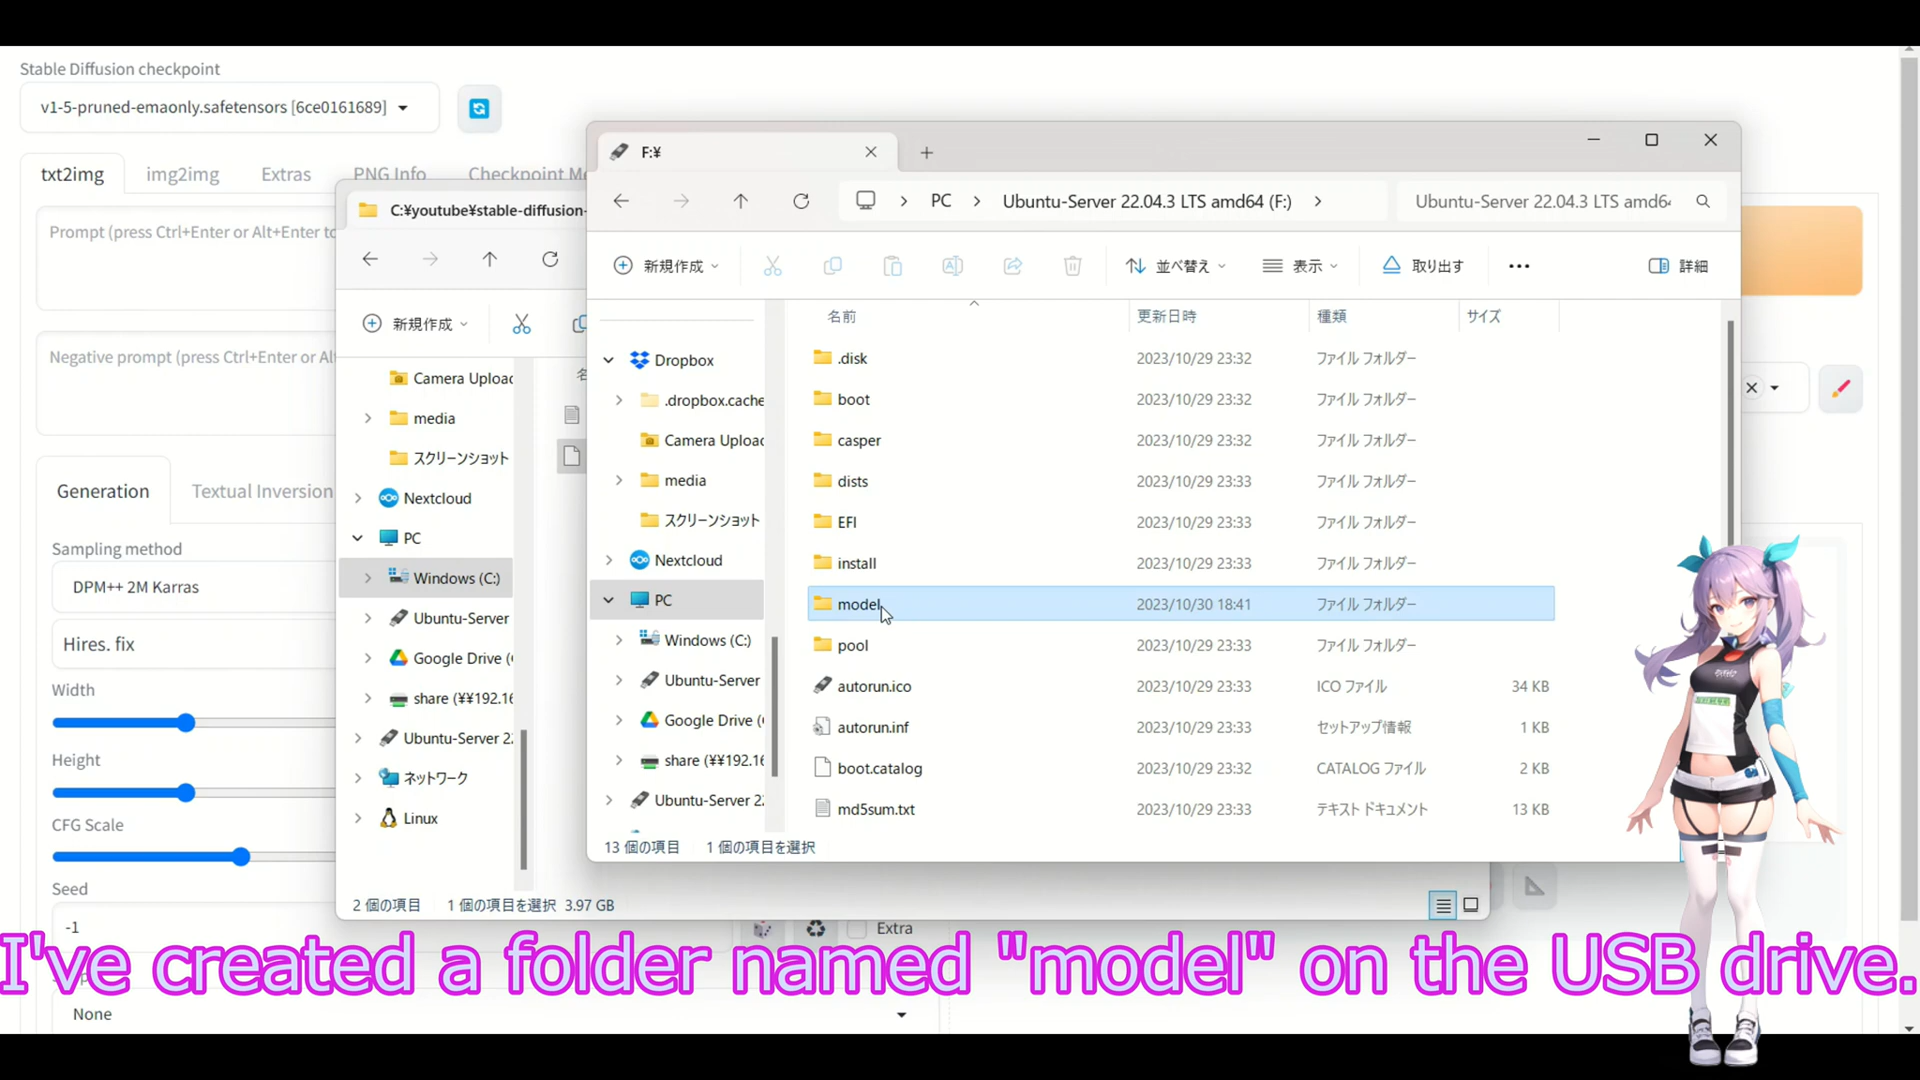 Stable Diffusion checkpoint
v1-5-pruned-emaonly.safetensors [6ce0161689]
txt2img
img2img
Extras
PNG Info
Checkpoint Me
Prompt (press Ctrl+Enter or Alt+Enter to
Negative prompt (press Ctrl+Enter or Al
Generation
Textual Inversion
Sampling method
DPM++ 2M Karras
Hires. fix
Width
Height
CFG Scale
Seed
-1
Extra
None
C:¥youtube¥stable-diffusion-
新規作成
Camera Upload
media
スクリーンショット
Nextcloud
PC
Windows (C:)
Ubuntu-Server
Google Drive (
share (¥¥192.16
Ubuntu-Server 2
ネットワーク
Linux
2 個の項目
1 個の項目を選択 3.97 GB
F:¥
PC
Ubuntu-Server 22.04.3 LTS amd64 (F:)
Ubuntu-Server 22.04.3 LTS amd6
新規作成
並べ替え
表示
取り出す
詳細
Dropbox
.dropbox.cache
Camera Upload
media
スクリーンショット
Nextcloud
PC
Windows (C:)
Ubuntu-Server
Google Drive (
share (¥¥192.16
Ubuntu-Server 2
名前 更新日時 種類 サイズ
.disk 2023/10/29 23:32 ファイル フォルダー
boot 2023/10/29 23:32 ファイル フォルダー
casper 2023/10/29 23:32 ファイル フォルダー
dists 2023/10/29 23:33 ファイル フォルダー
EFI 2023/10/29 23:33 ファイル フォルダー
install 2023/10/29 23:33 ファイル フォルダー
model 2023/10/30 18:41 ファイル フォルダー
pool 2023/10/29 23:33 ファイル フォルダー
autorun.ico 2023/10/29 23:33 ICO ファイル 34 KB
autorun.inf 2023/10/29 23:33 セットアップ情報 1 KB
boot.catalog 2023/10/29 23:32 CATALOG ファイル 2 KB
md5sum.txt 2023/10/29 23:33 テキスト ドキュメント 13 KB
13 個の項目
1 個の項目を選択
I've created a folder named "model" on the USB drive.